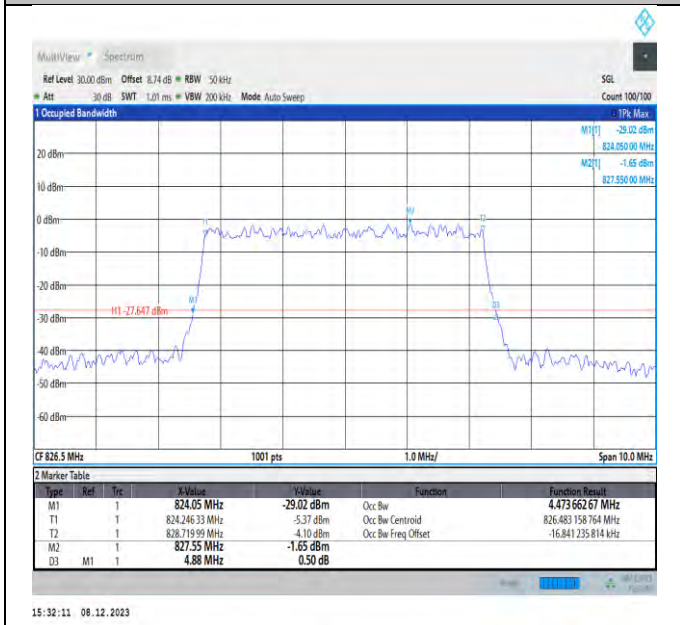 MultiView Spectrum
Ref Level 30.00 dBm Offset 8.74 dB RBW 50 kHz SGL
Att 30 dB SWT 1.01 ms VBW 200 kHz Mode Auto Sweep Count 100/100
1 Occupied Bandwidth 1Pk Max
M1[1] -29.02 dBm
824.050 00 MHz
20 dBm
M2[1] -1.65 dBm
827.550 00 MHz
10 dBm
M2
T1
T2
0 dBm
-10 dBm
-20 dBm
M1
D3
H1 -27.647 dBm
-30 dBm
-40 dBm
-50 dBm
-60 dBm
CF 826.5 MHz 1001 pts 1.0 MHz/ Span 10.0 MHz
2 Marker Table
Type Ref Trc X-Value Y-Value Function Function Result
M1 1 824.05 MHz -29.02 dBm Occ Bw 4.473 662 67 MHz
T1 1 824.246 33 MHz -5.37 dBm Occ Bw Centroid 826.483 158 764 MHz
T2 1 828.719 99 MHz -4.10 dBm Occ Bw Freq Offset -16.841 235 814 kHz
M2 1 827.55 MHz -1.65 dBm
D3 M1 1 4.88 MHz 0.50 dB
15:32:11 08.12.2023